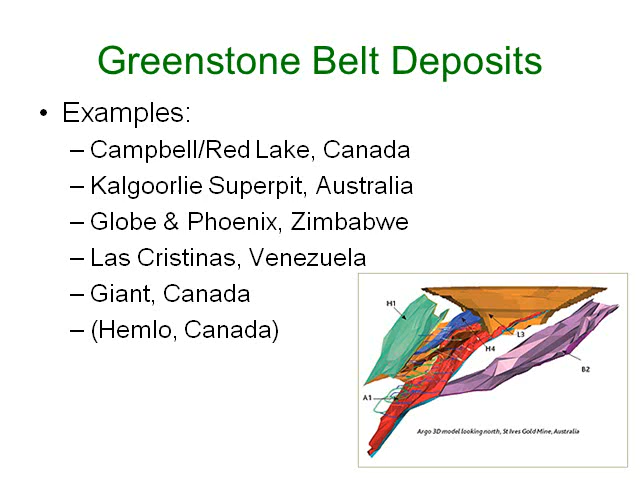 Greenstone Belt Deposits
• Examples:
– Campbell/Red Lake, Canada
– Kalgoorlie Superpit, Australia
– Globe & Phoenix, Zimbabwe
– Las Cristinas, Venezuela
– Giant, Canada
– (Hemlo, Canada)
H1
L3
H4
B2
A1
Argo 3D model looking north, St Ives Gold Mine, Australia